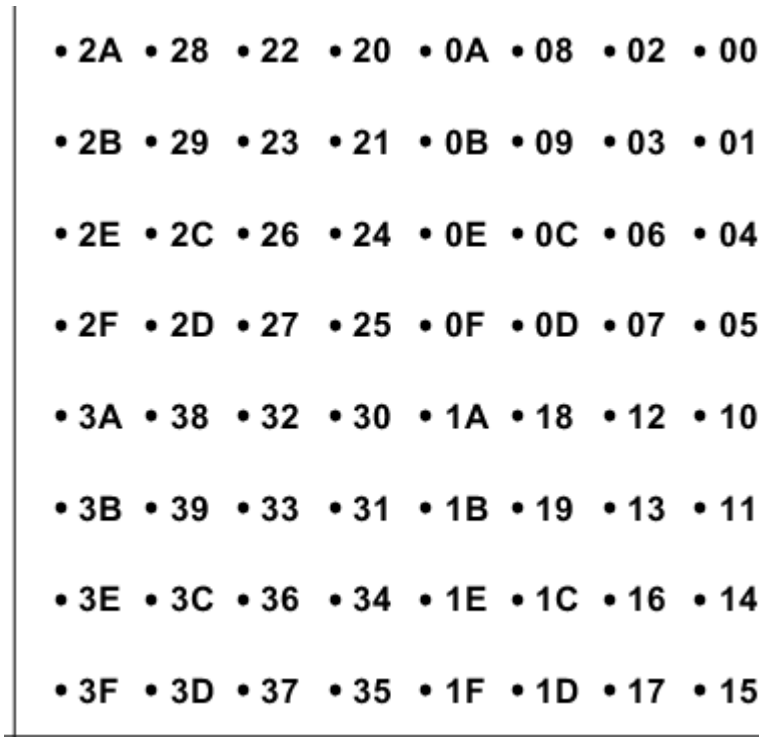 • 2A • 28 • 22 • 20 • 0A • 08 • 02 • 00
• 2B • 29 • 23 • 21 • 0B • 09 • 03 • 01
• 2E • 2C • 26 • 24 • 0E • 0C • 06 • 04
• 2F • 2D • 27 • 25 • 0F • 0D • 07 • 05
• 3A • 38 • 32 • 30 • 1A • 18 • 12 • 10
• 3B • 39 • 33 • 31 • 1B • 19 • 13 • 11
• 3E • 3C • 36 • 34 • 1E • 1C • 16 • 14
• 3F • 3D • 37 • 35 • 1F • 1D • 17 • 15